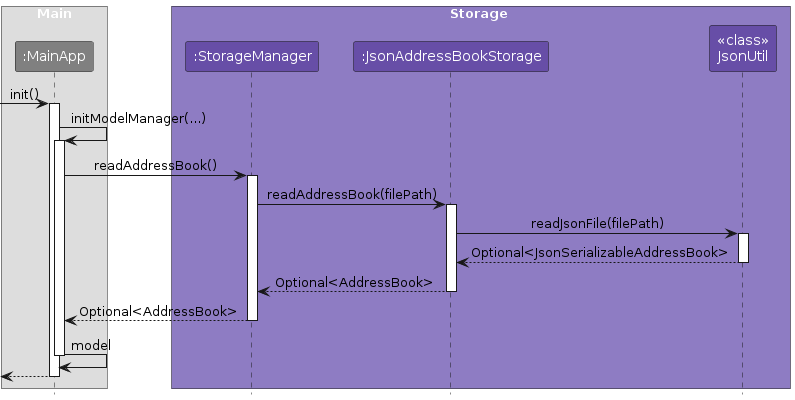 Main
Storage
:MainApp
:StorageManager
:JsonAddressBookStorage
«class»
JsonUtil
init()
initModelManager(...)
readAddressBook()
readAddressBook(filePath)
readJsonFile(filePath)
Optional<JsonSerializableAddressBook>
Optional<AddressBook>
Optional<AddressBook>
model